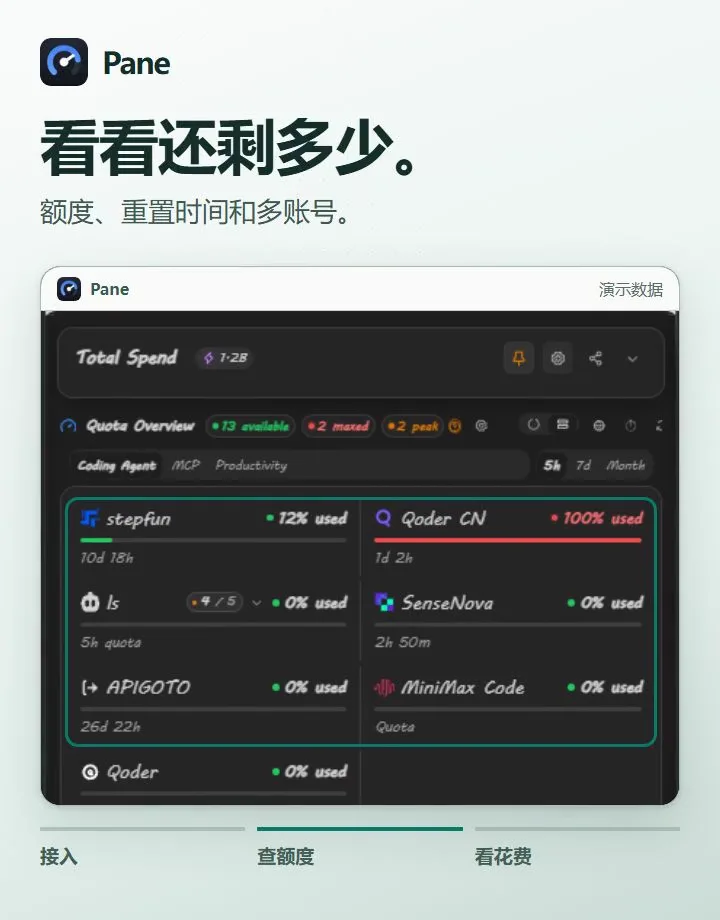 Pane
看看还剩多少。
额度、重置时间和多账号。
Pane 演示数据
Total Spend 1·2B
Quota Overview 13 available 2 maxed 2 peak
Coding Agent MCP Productivity 5h 7d Month
stepfun 12% used
10d 18h
Qoder CN 100% used
1d 2h
ls 4 / 5 0% used
5h quota
SenseNova 0% used
2h 50m
APIGOTO 0% used
26d 22h
MiniMax Code 0% used
Quota
Qoder 0% used
接入 查额度 看花费